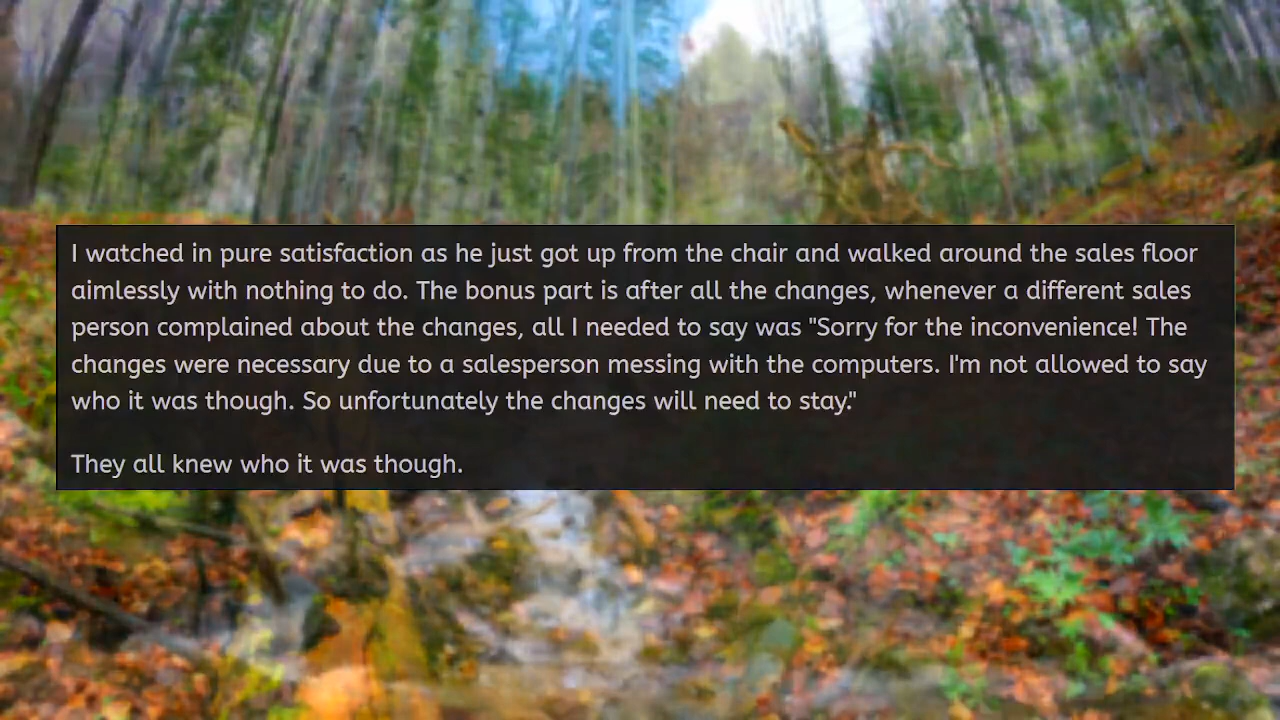 I watched in pure satisfaction as he just got up from the chair and walked around the sales floor
aimlessly with nothing to do. The bonus part is after all the changes, whenever a different sales
person complained about the changes, all I needed to say was "Sorry for the inconvenience! The
changes were necessary due to a salesperson messing with the computers. I'm not allowed to say
who it was though. So unfortunately the changes will need to stay."
They all knew who it was though.